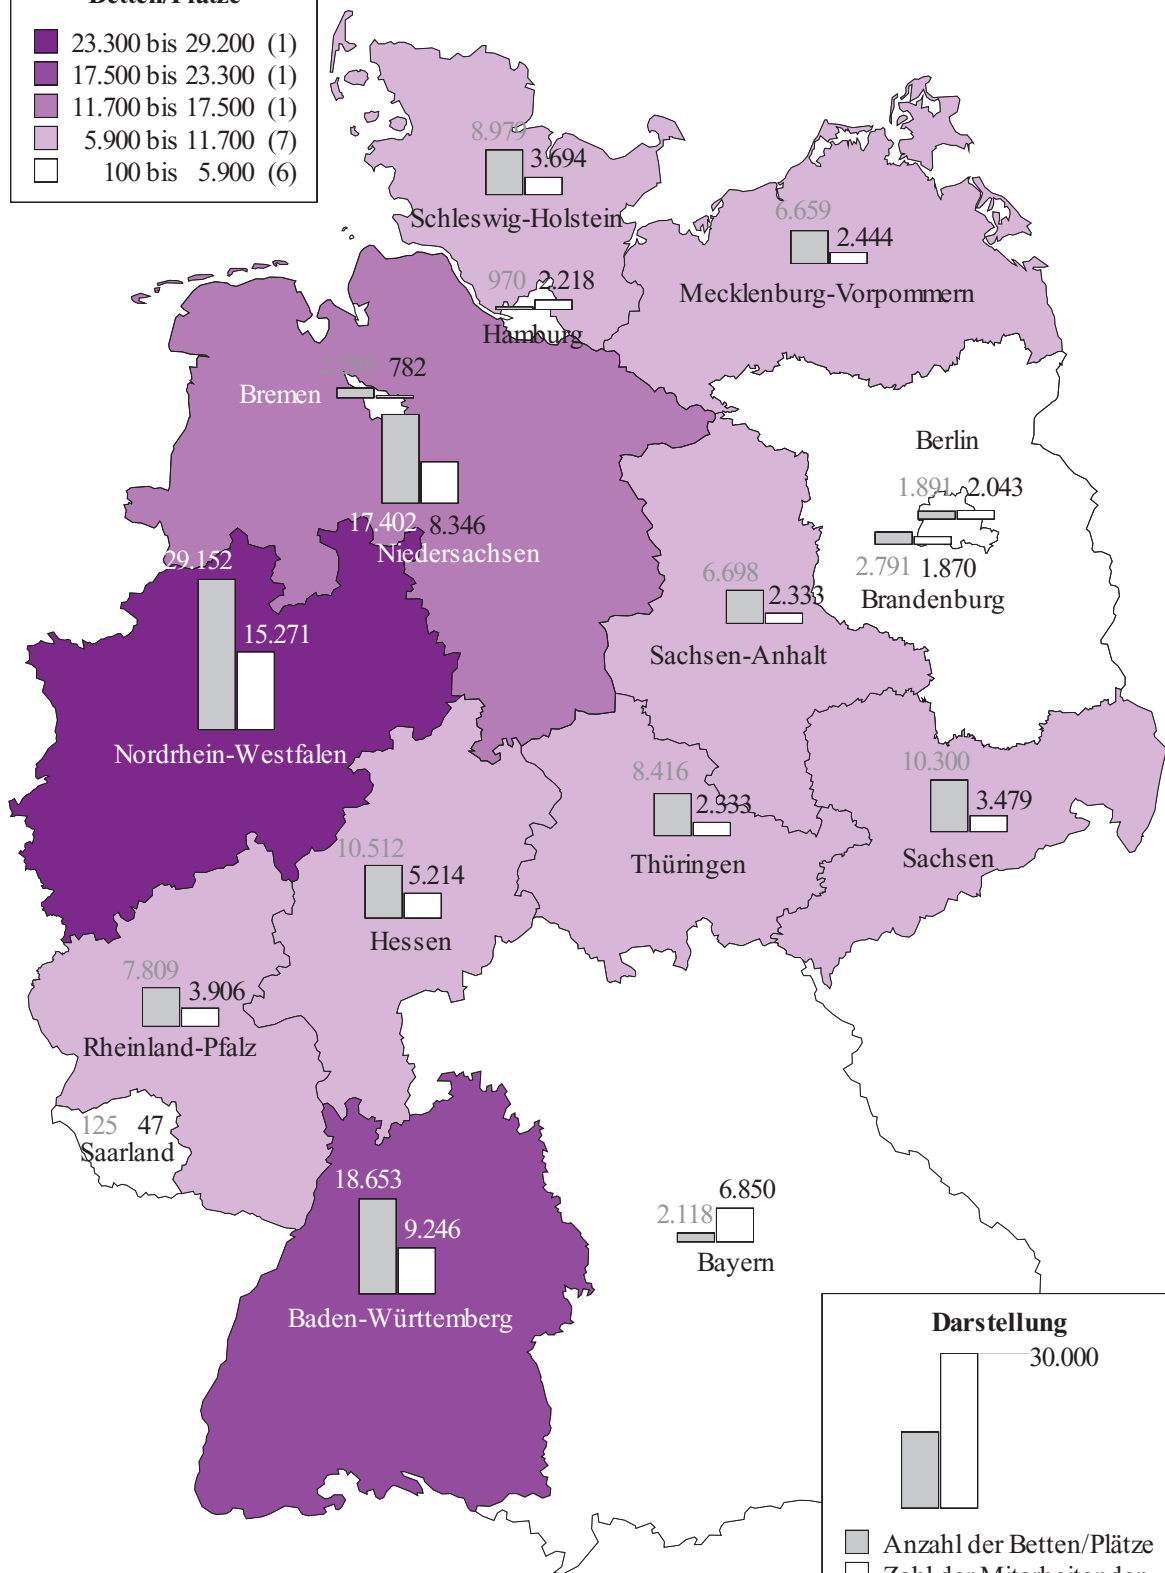 Betten/Plätze
23.300 bis 29.200 (1)
17.500 bis 23.300 (1)
11.700 bis 17.500 (1)
5.900 bis 11.700 (7)
100 bis 5.900 (6)
8.979
3.694
Schleswig-Holstein
6.659
2.444
Mecklenburg-Vorpommern
970 2.218
Hamburg
782
Bremen
Berlin
1.891 2.043
17.402 8.346
Niedersachsen
29.152
2.791 1.870
Brandenburg
6.698
2.333
Sachsen-Anhalt
15.271
Nordrhein-Westfalen
8.416
2.333
Thüringen
10.300
3.479
Sachsen
10.512
5.214
Hessen
7.809
3.906
Rheinland-Pfalz
125 47
Saarland
18.653
9.246
Baden-Württemberg
6.850
2.118
Bayern
Darstellung
30.000
Anzahl der Betten/Plätze
Zahl der Mitarbeitenden